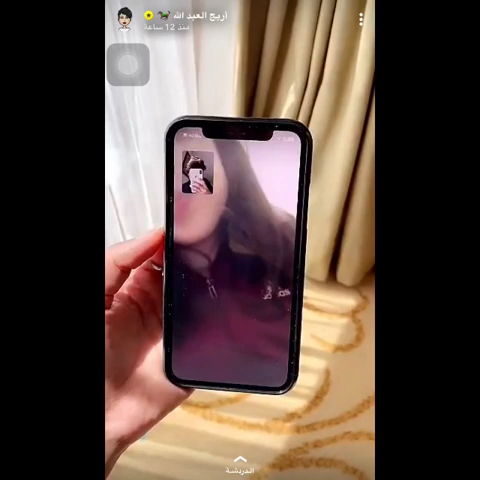 أريج العبد الله
منذ 12 ساعة
الدردشة